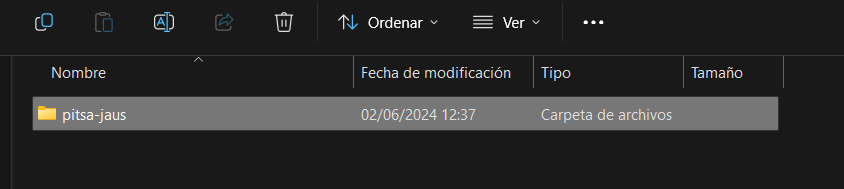 Ordenar Ver
Nombre Fecha de modificación Tipo Tamaño
pitsa-jaus 02/06/2024 12:37 Carpeta de archivos